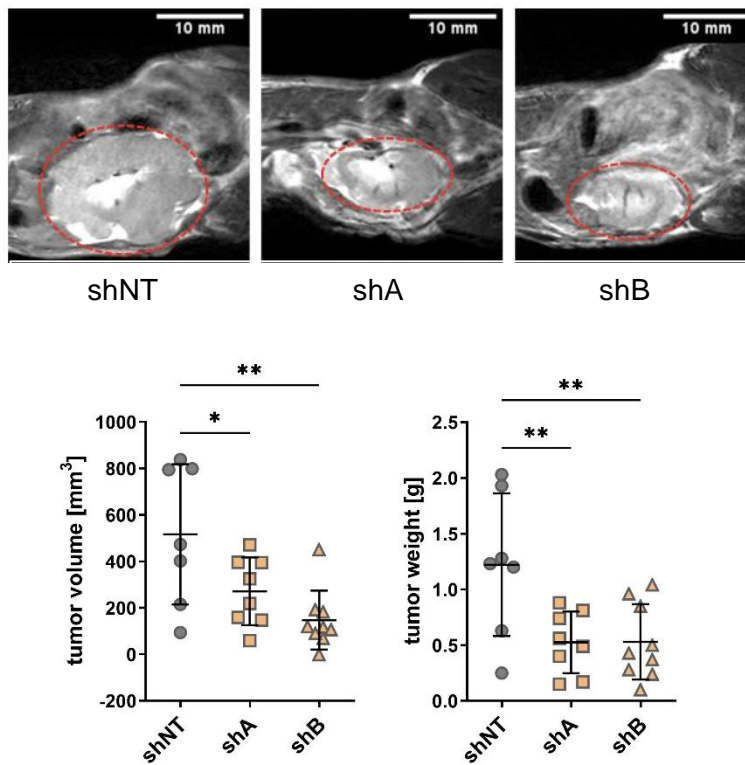 10 mm
10 mm
10 mm
shNT
shA
shB
**
*
1000
800
600
400
200
0
-200
tumor volume [mm³]
shNT
shA
shB
**
**
2.5
2.0
1.5
1.0
0.5
0.0
tumor weight [g]
shNT
shA
shB